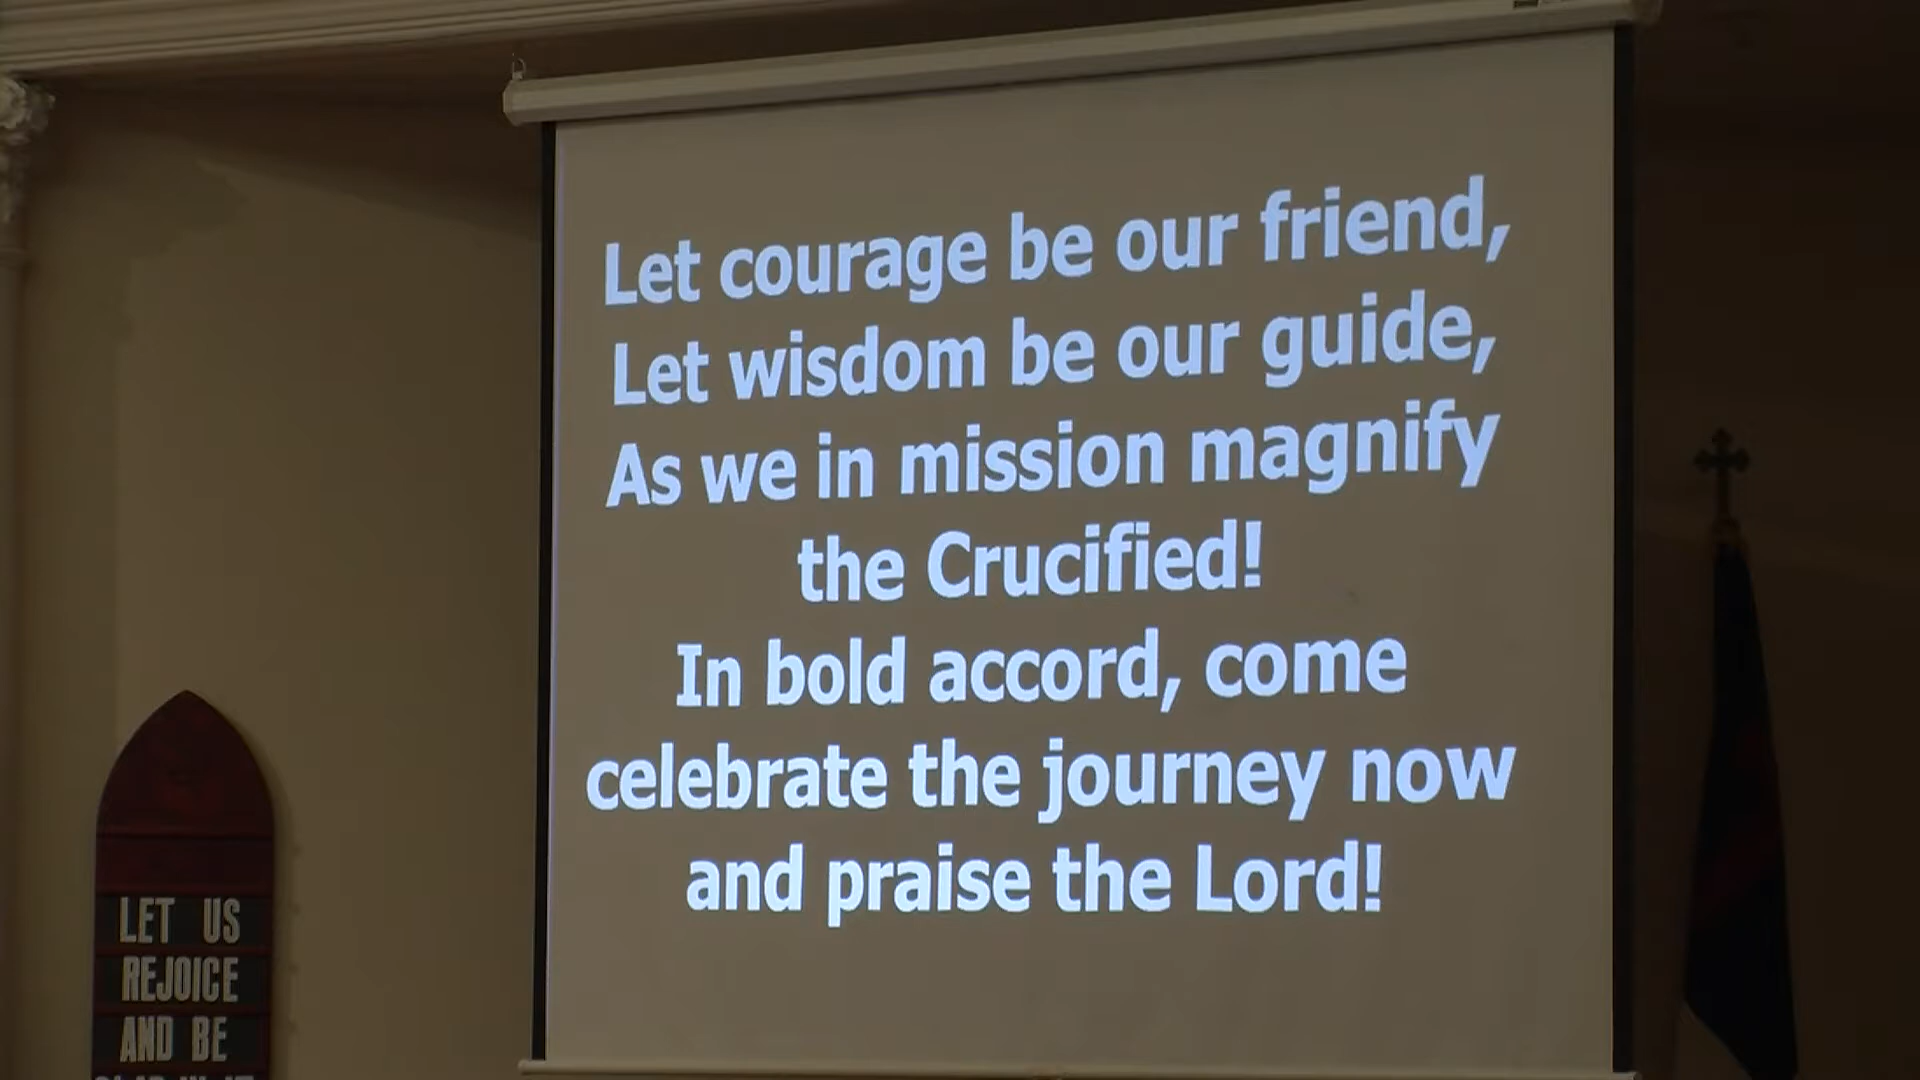 Let courage be our friend,
Let wisdom be our guide,
As we in mission magnify
the Crucified!
In bold accord, come
celebrate the journey now
and praise the Lord!
LET US
REJOICE
AND BE